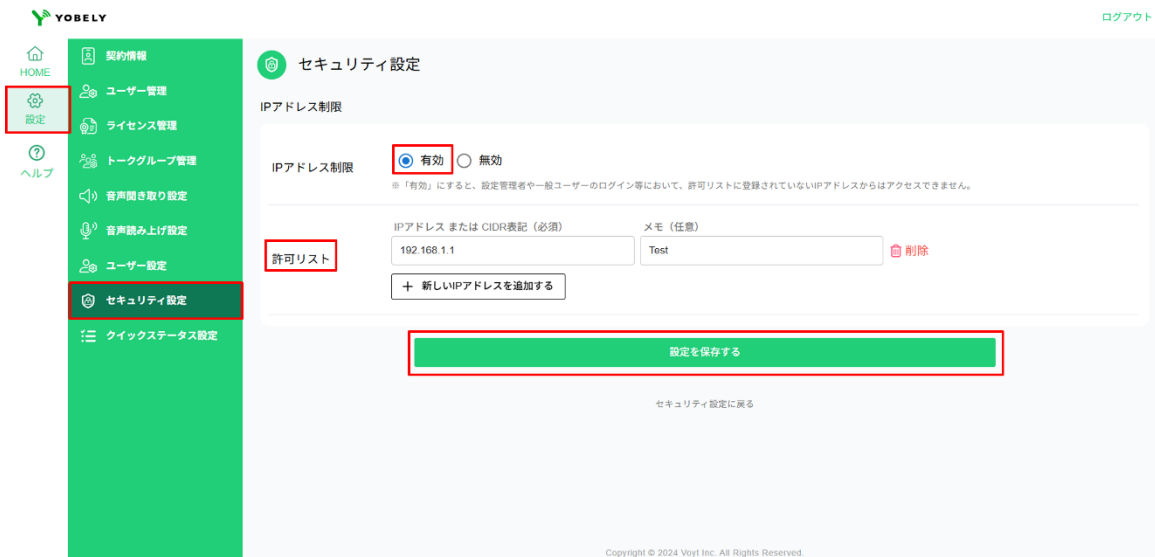 YOBELY
ログアウト
HOME
設定
ヘルプ
契約情報
ユーザー管理
ライセンス管理
トークグループ管理
音声聞き取り設定
音声読み上げ設定
ユーザー設定
セキュリティ設定
クイックステータス設定
セキュリティ設定
IPアドレス制限
IPアドレス制限
有効 無効
※「有効」にすると、設定管理者や一般ユーザーのログイン等において、許可リストに登録されていないIPアドレスからはアクセスできません。
許可リスト
IPアドレス または CIDR表記（必須） メモ（任意）
192.168.1.1 Test 削除
＋ 新しいIPアドレスを追加する
設定を保存する
セキュリティ設定に戻る
Copyright © 2024 Voyt Inc. All Rights Reserved.